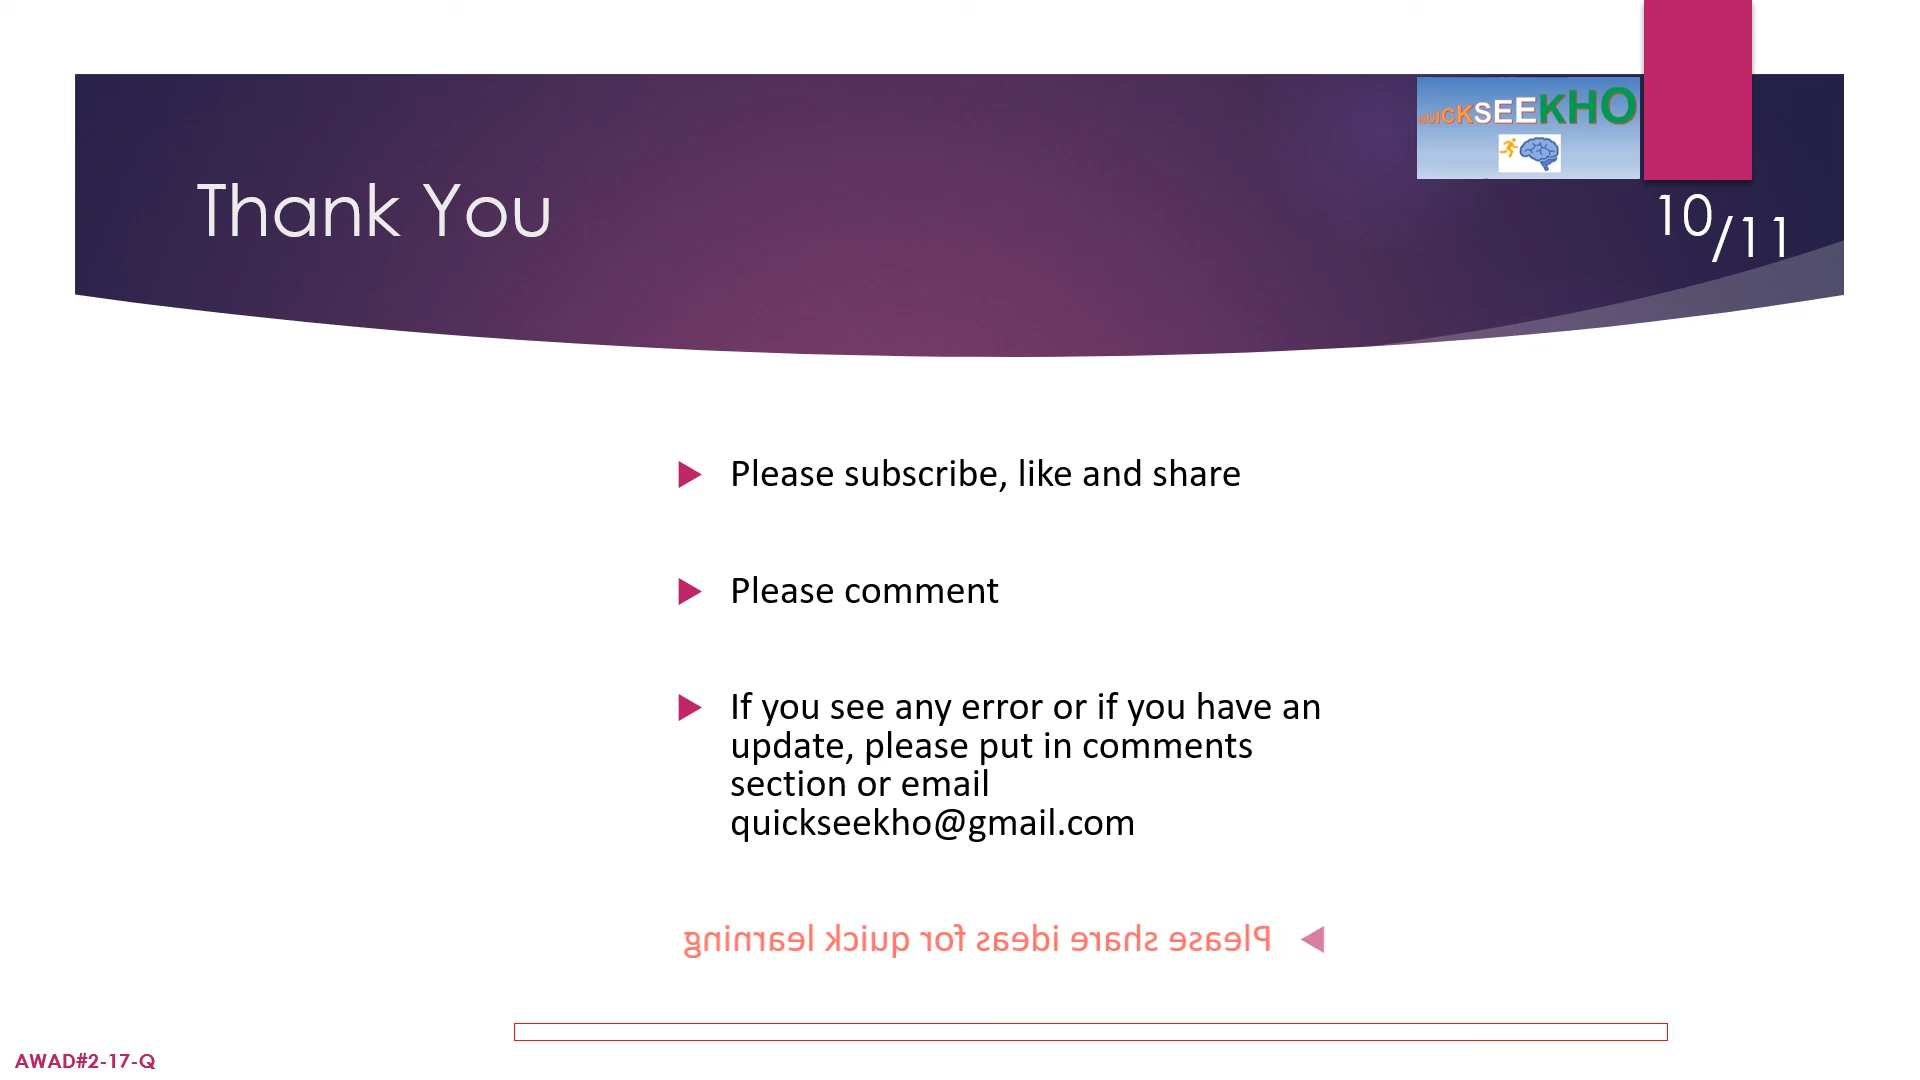 QUICKSEEKHO
Thank You
10/11
Please subscribe, like and share
Please comment
If you see any error or if you have an
update, please put in comments
section or email
quickseekho@gmail.com
Please share ideas for quick learning
AWAD#2-17-Q